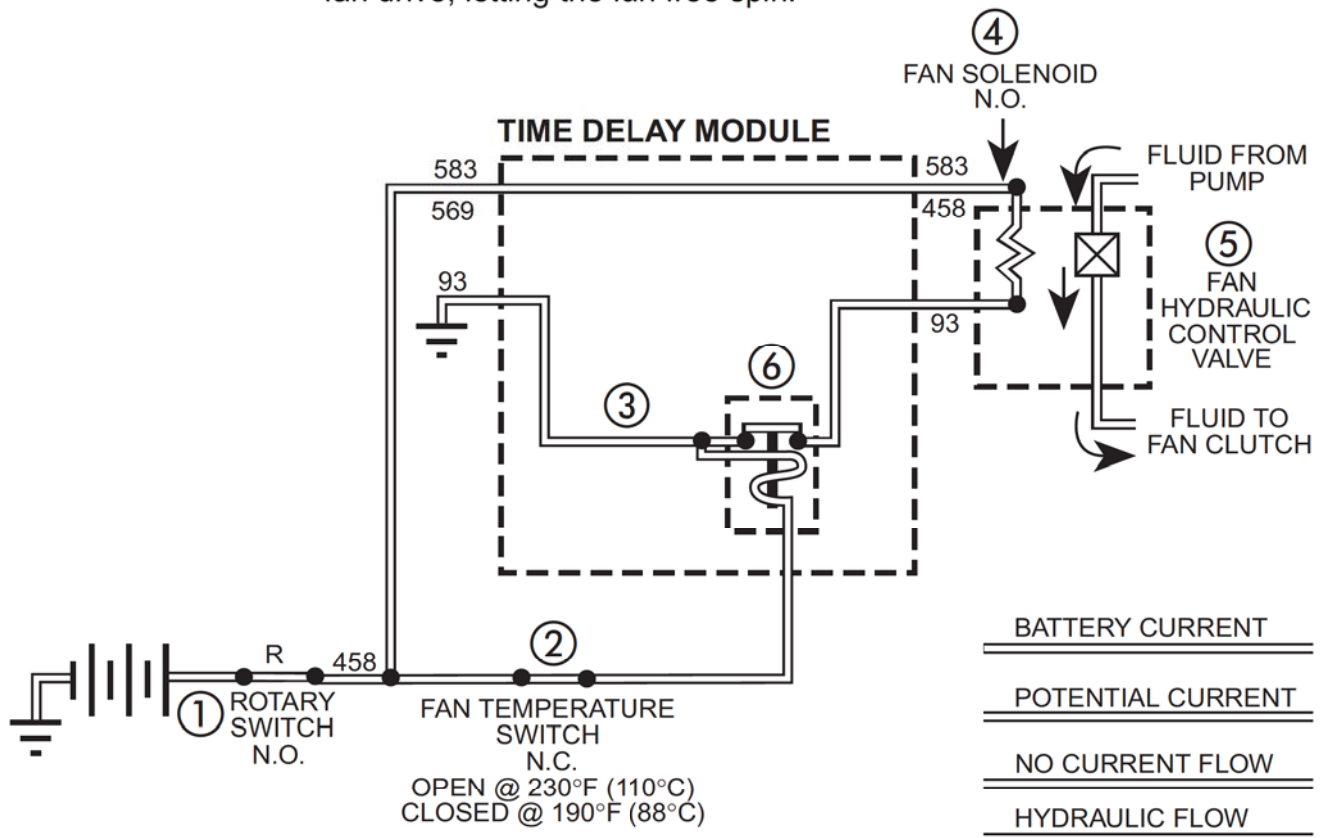 fan drive, letting the fan free spin.
④
FAN SOLENOID
N.O.
TIME DELAY MODULE
583
569
583
458
FLUID FROM
PUMP
⑤
FAN
HYDRAULIC
CONTROL
VALVE
93
93
⑥
③
FLUID TO
FAN CLUTCH
②
R
458
①
ROTARY
SWITCH
N.O.
FAN TEMPERATURE
SWITCH
N.C.
OPEN @ 230°F (110°C)
CLOSED @ 190°F (88°C)
BATTERY CURRENT
POTENTIAL CURRENT
NO CURRENT FLOW
HYDRAULIC FLOW